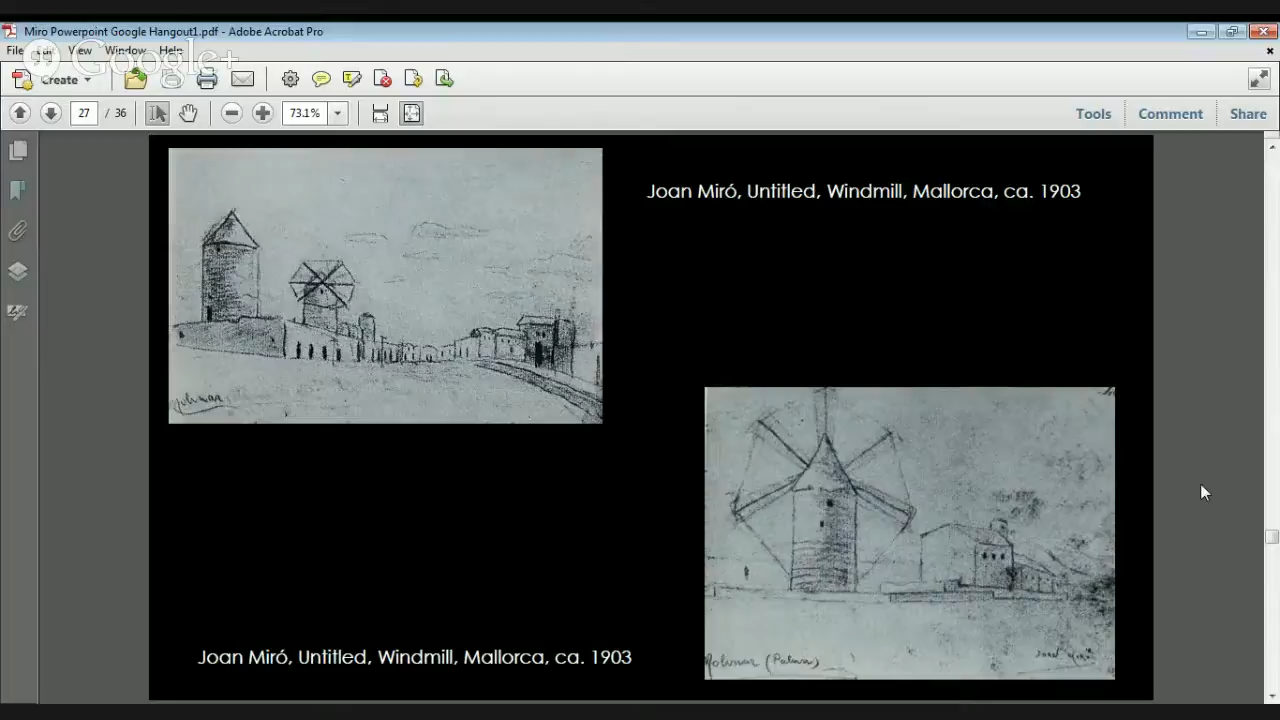 Miro Powerpoint Google Hangout1.pdf - Adobe Acrobat Pro
File Edit View Window Help
Google+
Create
27 / 36
73.1%
Tools Comment Share
Joan Miró, Untitled, Windmill, Mallorca, ca. 1903
(Palma)
Joan Miró, Untitled, Windmill, Mallorca, ca. 1903